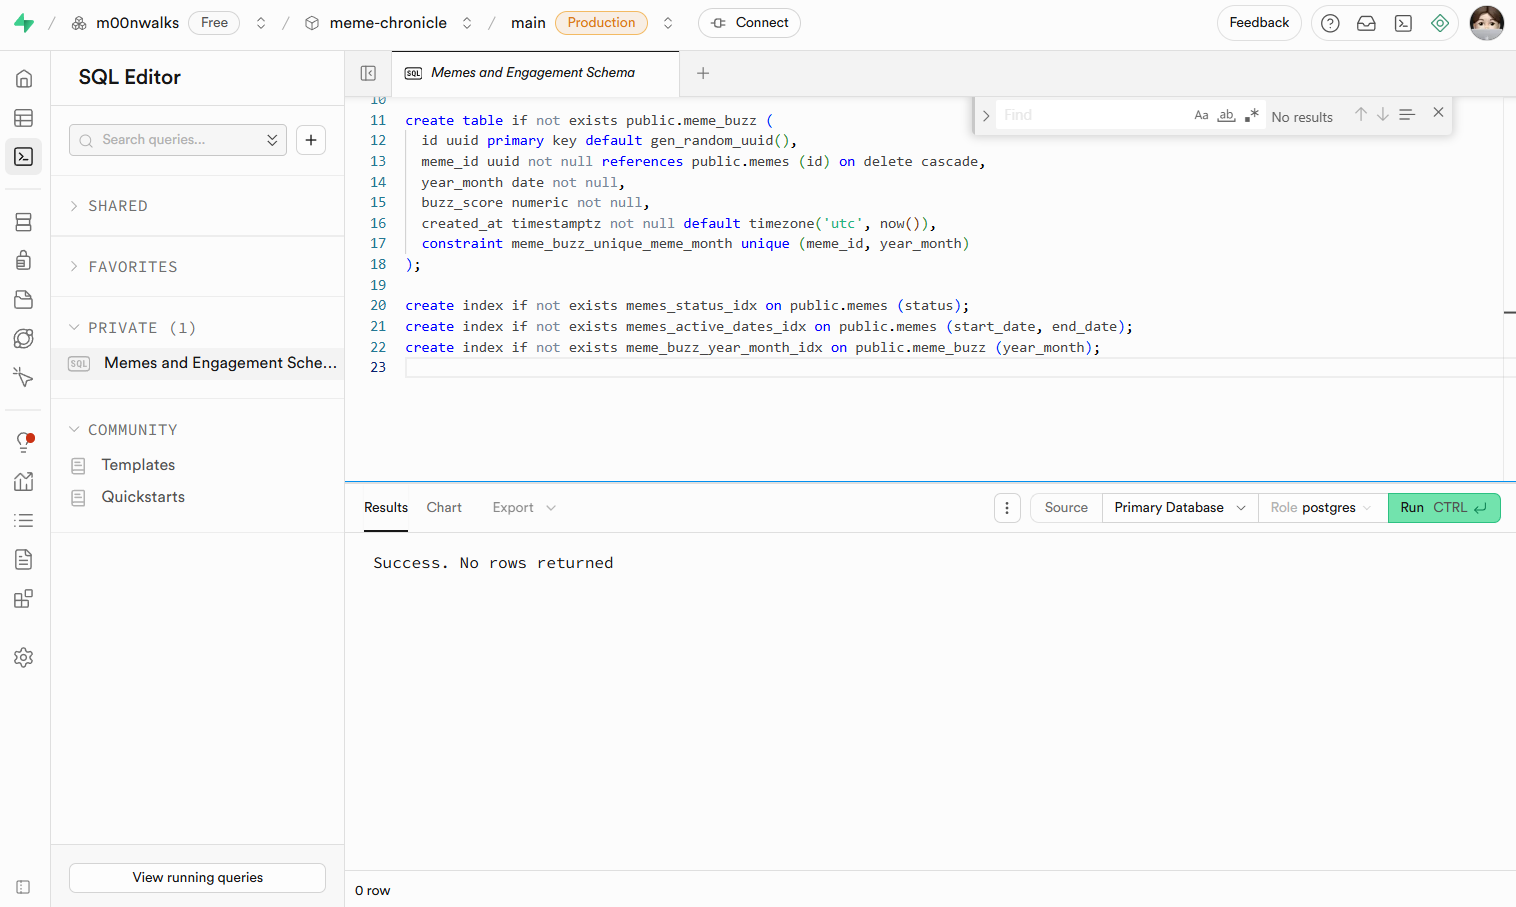 m00nwalks Free
meme-chronicle
main Production
Connect
Feedback
SQL Editor
Search queries...
SHARED
FAVORITES
PRIVATE (1)
SQL Memes and Engagement Sche...
COMMUNITY
Templates
Quickstarts
View running queries
SQL Memes and Engagement Schema
Find
Aa ab No results
10
11 create table if not exists public.meme_buzz (
12 id uuid primary key default gen_random_uuid(),
13 meme_id uuid not null references public.memes (id) on delete cascade,
14 year_month date not null,
15 buzz_score numeric not null,
16 created_at timestamptz not null default timezone('utc', now()),
17 constraint meme_buzz_unique_meme_month unique (meme_id, year_month)
18 );
19
20 create index if not exists memes_status_idx on public.memes (status);
21 create index if not exists memes_active_dates_idx on public.memes (start_date, end_date);
22 create index if not exists meme_buzz_year_month_idx on public.meme_buzz (year_month);
23
Results Chart Export
Source Primary Database Role postgres Run CTRL
Success. No rows returned
0 row